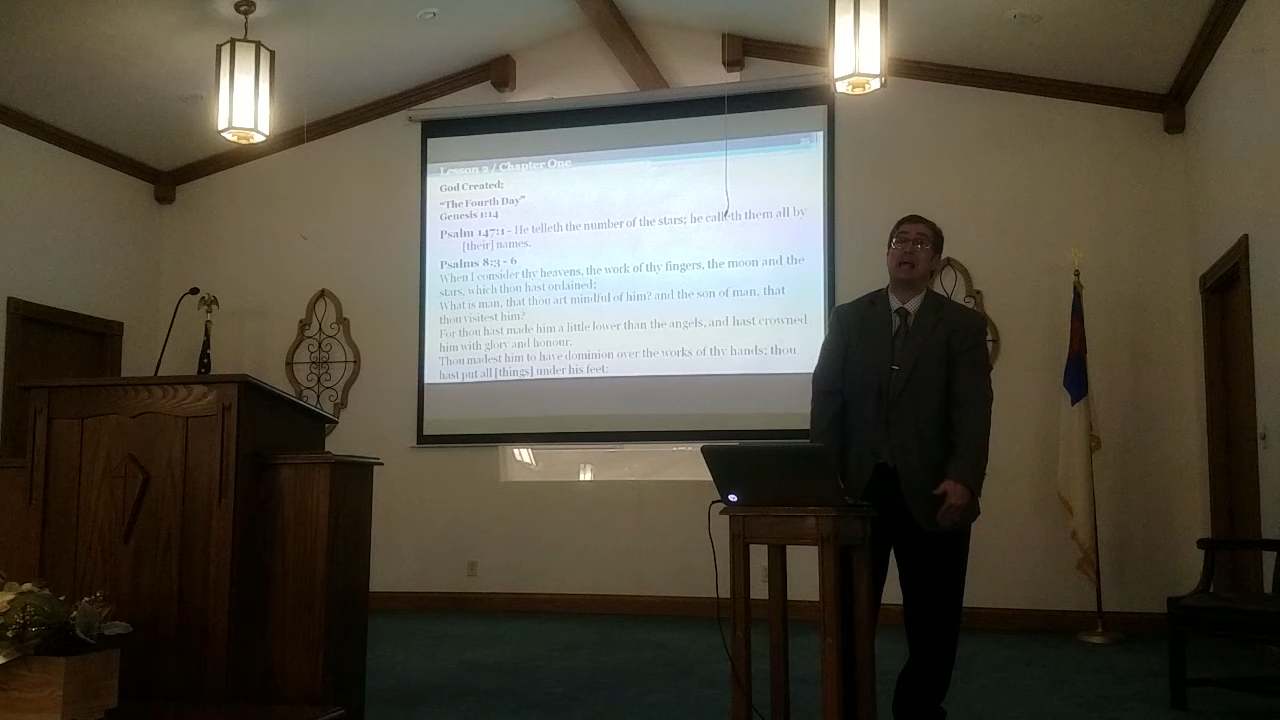 Lesson 2 / Chapter One
35
God Created;
“The Fourth Day”
Genesis 1:14
Psalm 147:1 - He telleth the number of the stars; he calleth them all by
[their] names.
Psalms 8:3 - 6
When I consider thy heavens, the work of thy fingers, the moon and the
stars, which thou hast ordained;
What is man, that thou art mindful of him? and the son of man, that
thou visitest him?
For thou hast made him a little lower than the angels, and hast crowned
him with glory and honour.
Thou madest him to have dominion over the works of thy hands; thou
hast put all [things] under his feet:
hp